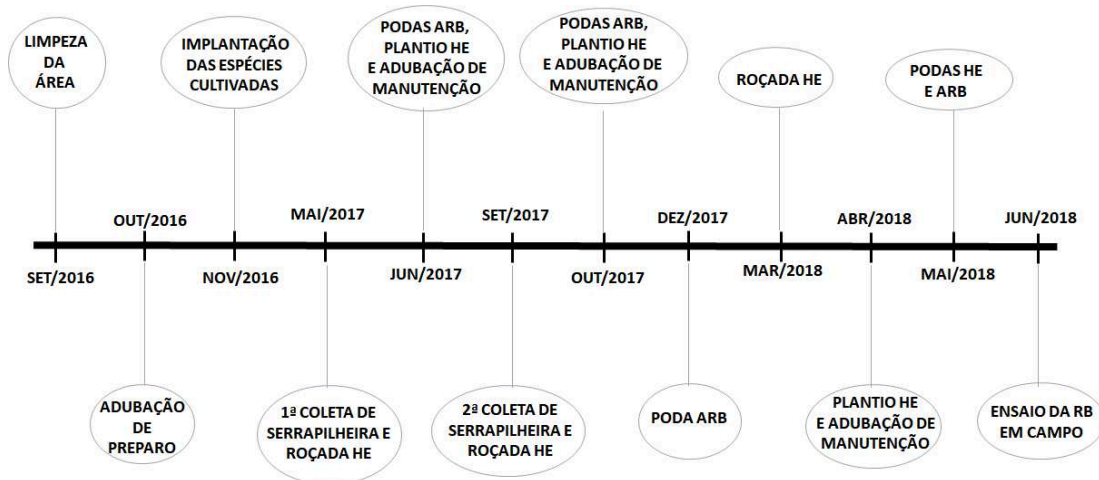 LIMPEZA
DA
ÁREA
IMPLANTAÇÃO
DAS ESPÉCIES
CULTIVADAS
PODAS ARB,
PLANTIO HE
E ADUBAÇÃO DE
MANUTENÇÃO
PODAS ARB,
PLANTIO HE
E ADUBAÇÃO DE
MANUTENÇÃO
ROÇADA HE
PODAS HE
E ARB
OUT/2016
MAI/2017
SET/2017
DEZ/2017
ABR/2018
JUN/2018
SET/2016
NOV/2016
JUN/2017
OUT/2017
MAR/2018
MAI/2018
ADUBAÇÃO
DE
PREPARO
1ª COLETA DE
SERRAPILHEIRA E
ROÇADA HE
2ª COLETA DE
SERRAPILHEIRA E
ROÇADA HE
PODA ARB
PLANTIO HE
E ADUBAÇÃO DE
MANUTENÇÃO
ENSAIO DA RB
EM CAMPO